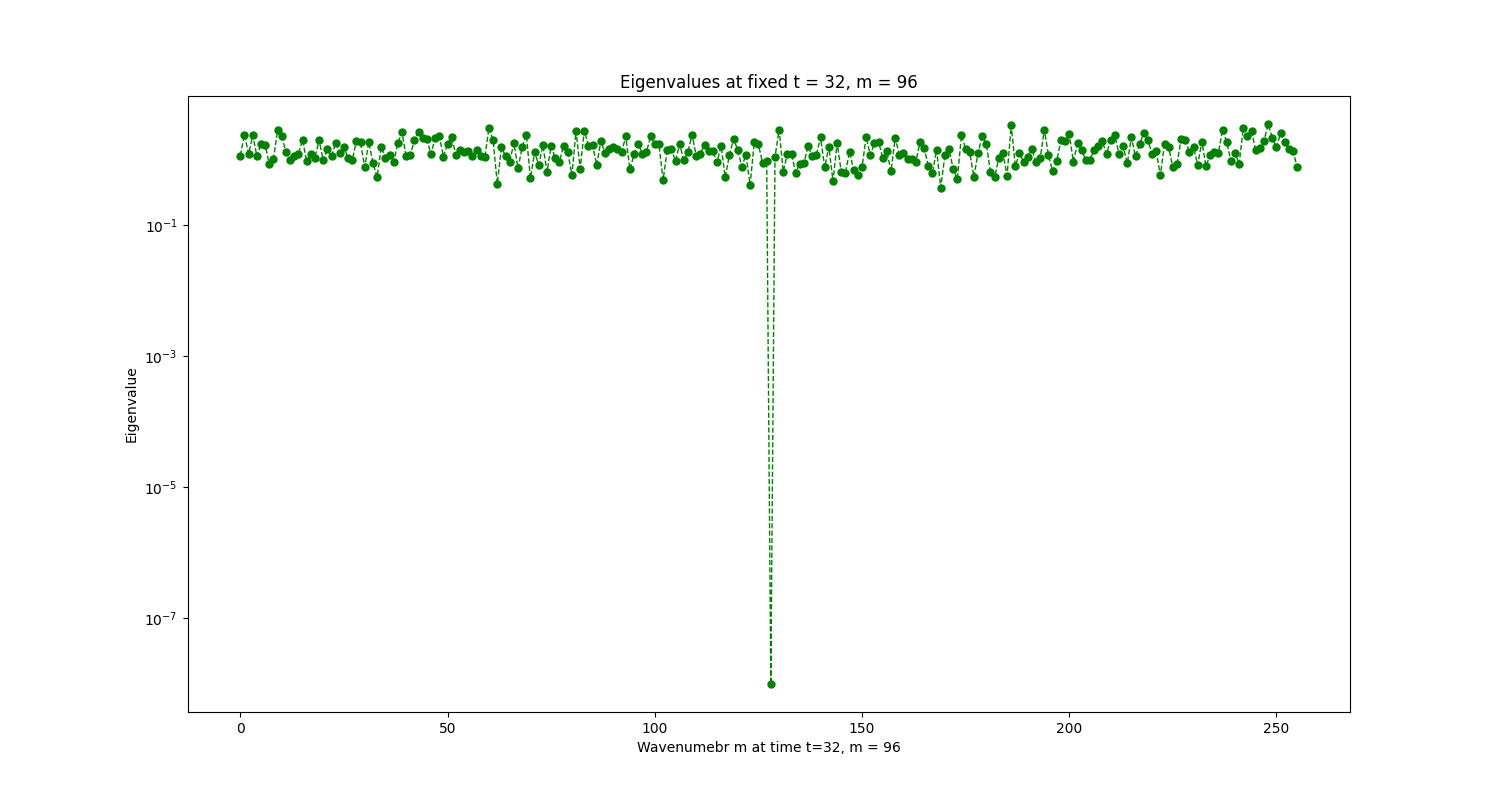 Eigenvalues at fixed t = 32, m = 96
Eigenvalue
10⁻¹
10⁻³
10⁻⁵
10⁻⁷
0 50 100 150 200 250
Wavenumebr m at time t=32, m = 96